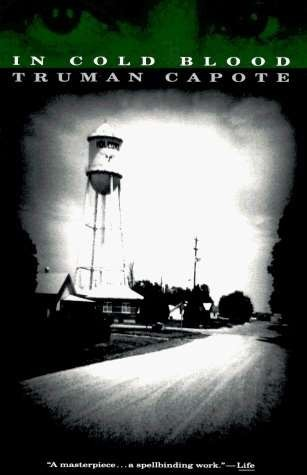 IN COLD BLOOD
TRUMAN CAPOTE
"A masterpiece...a spellbinding work."—Life